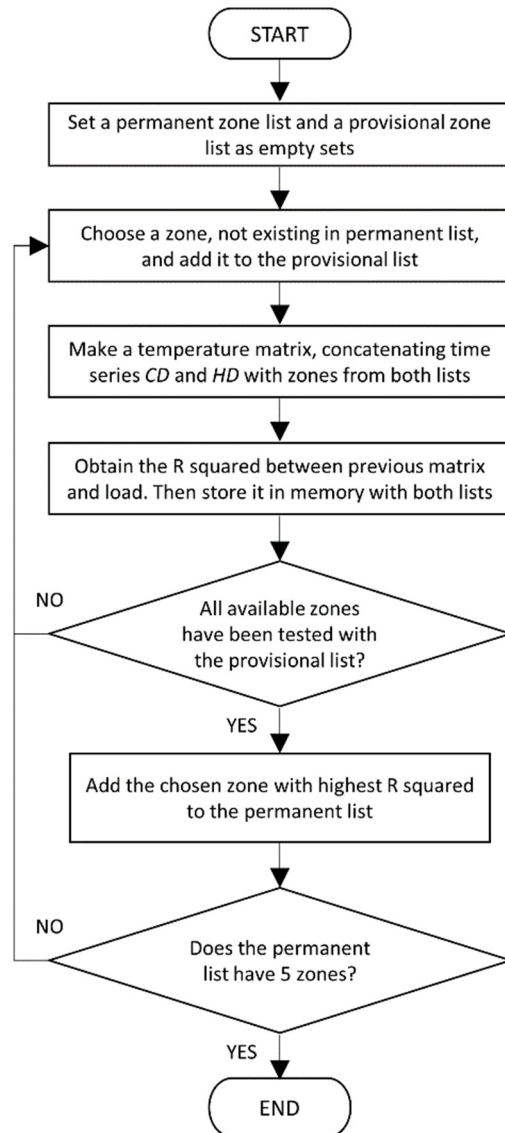 START
Set a permanent zone list and a provisional zone
list as empty sets
Choose a zone, not existing in permanent list,
and add it to the provisional list
Make a temperature matrix, concatenating time
series CD and HD with zones from both lists
Obtain the R squared between previous matrix
and load. Then store it in memory with both lists
NO
All available zones
have been tested with
the provisional list?
YES
Add the chosen zone with highest R squared
to the permanent list
NO
Does the permanent
list have 5 zones?
YES
END